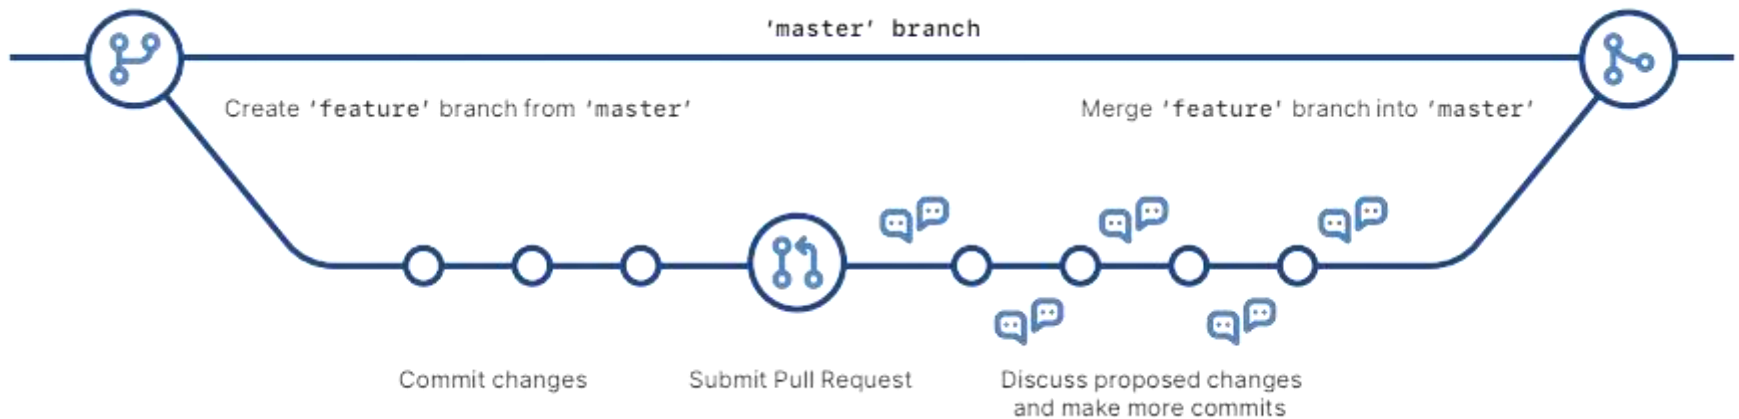 ‘master’ branch
Create ‘feature’ branch from ‘master’
Merge ‘feature’ branch into ‘master’
Commit changes
Submit Pull Request
Discuss proposed changes
and make more commits